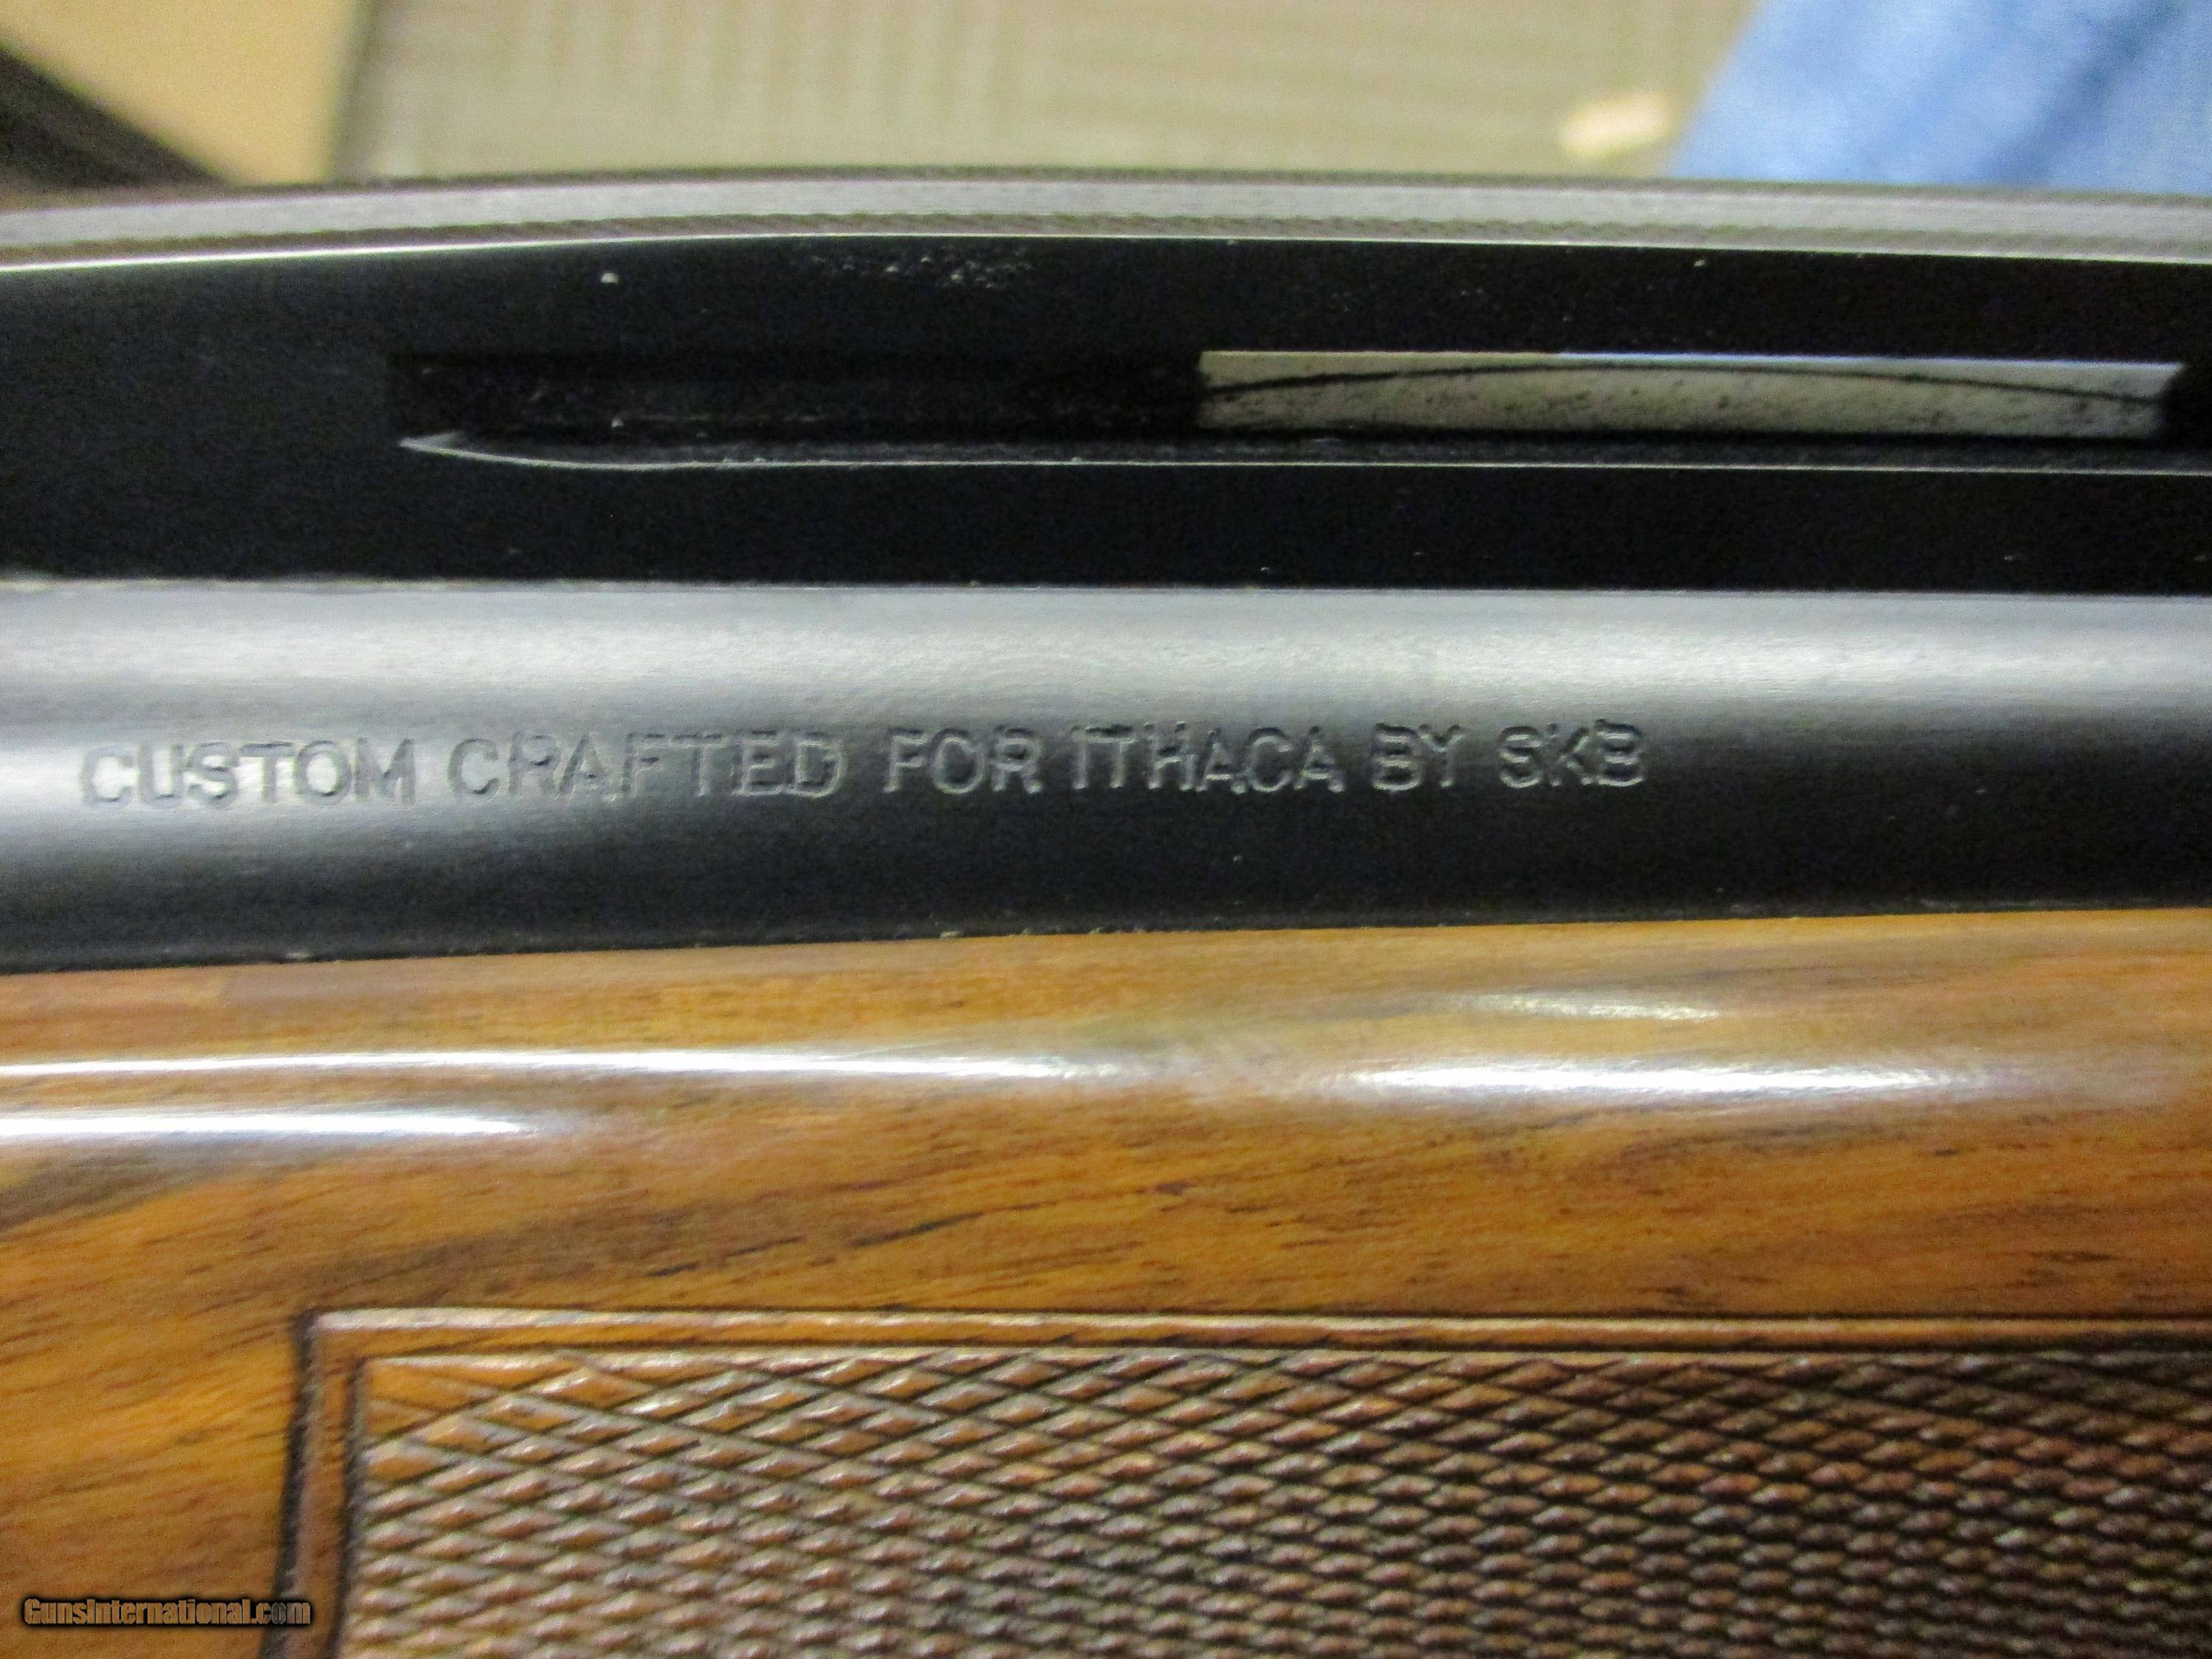 CUSTOM CRAFTED FOR ITHACA BY SKB
GunsInternational.com